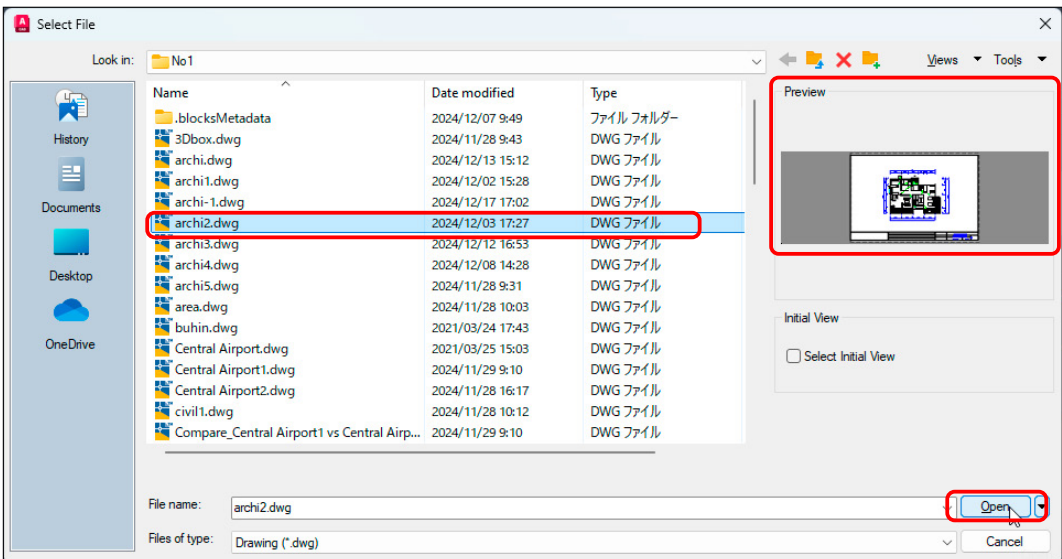 Select File
Look in: No1
Views Tools
Name Date modified Type
.blocksMetadata 2024/12/07 9:49 ファイル フォルダー
3Dbox.dwg 2024/11/28 9:43 DWG ファイル
archi.dwg 2024/12/13 15:12 DWG ファイル
archi1.dwg 2024/12/02 15:28 DWG ファイル
archi-1.dwg 2024/12/17 17:02 DWG ファイル
archi2.dwg 2024/12/03 17:27 DWG ファイル
archi3.dwg 2024/12/12 16:53 DWG ファイル
archi4.dwg 2024/12/08 14:28 DWG ファイル
archi5.dwg 2024/11/28 9:31 DWG ファイル
area.dwg 2024/11/28 10:03 DWG ファイル
buhin.dwg 2021/03/24 17:43 DWG ファイル
Central Airport.dwg 2021/03/25 15:03 DWG ファイル
Central Airport1.dwg 2024/11/29 9:10 DWG ファイル
Central Airport2.dwg 2024/11/28 16:17 DWG ファイル
civil1.dwg 2024/11/28 10:12 DWG ファイル
Compare_Central Airport1 vs Central Airp... 2024/11/29 9:10 DWG ファイル
History
Documents
Desktop
OneDrive
Preview
Initial View
Select Initial View
File name: archi2.dwg
Open
Files of type: Drawing (*.dwg)
Cancel